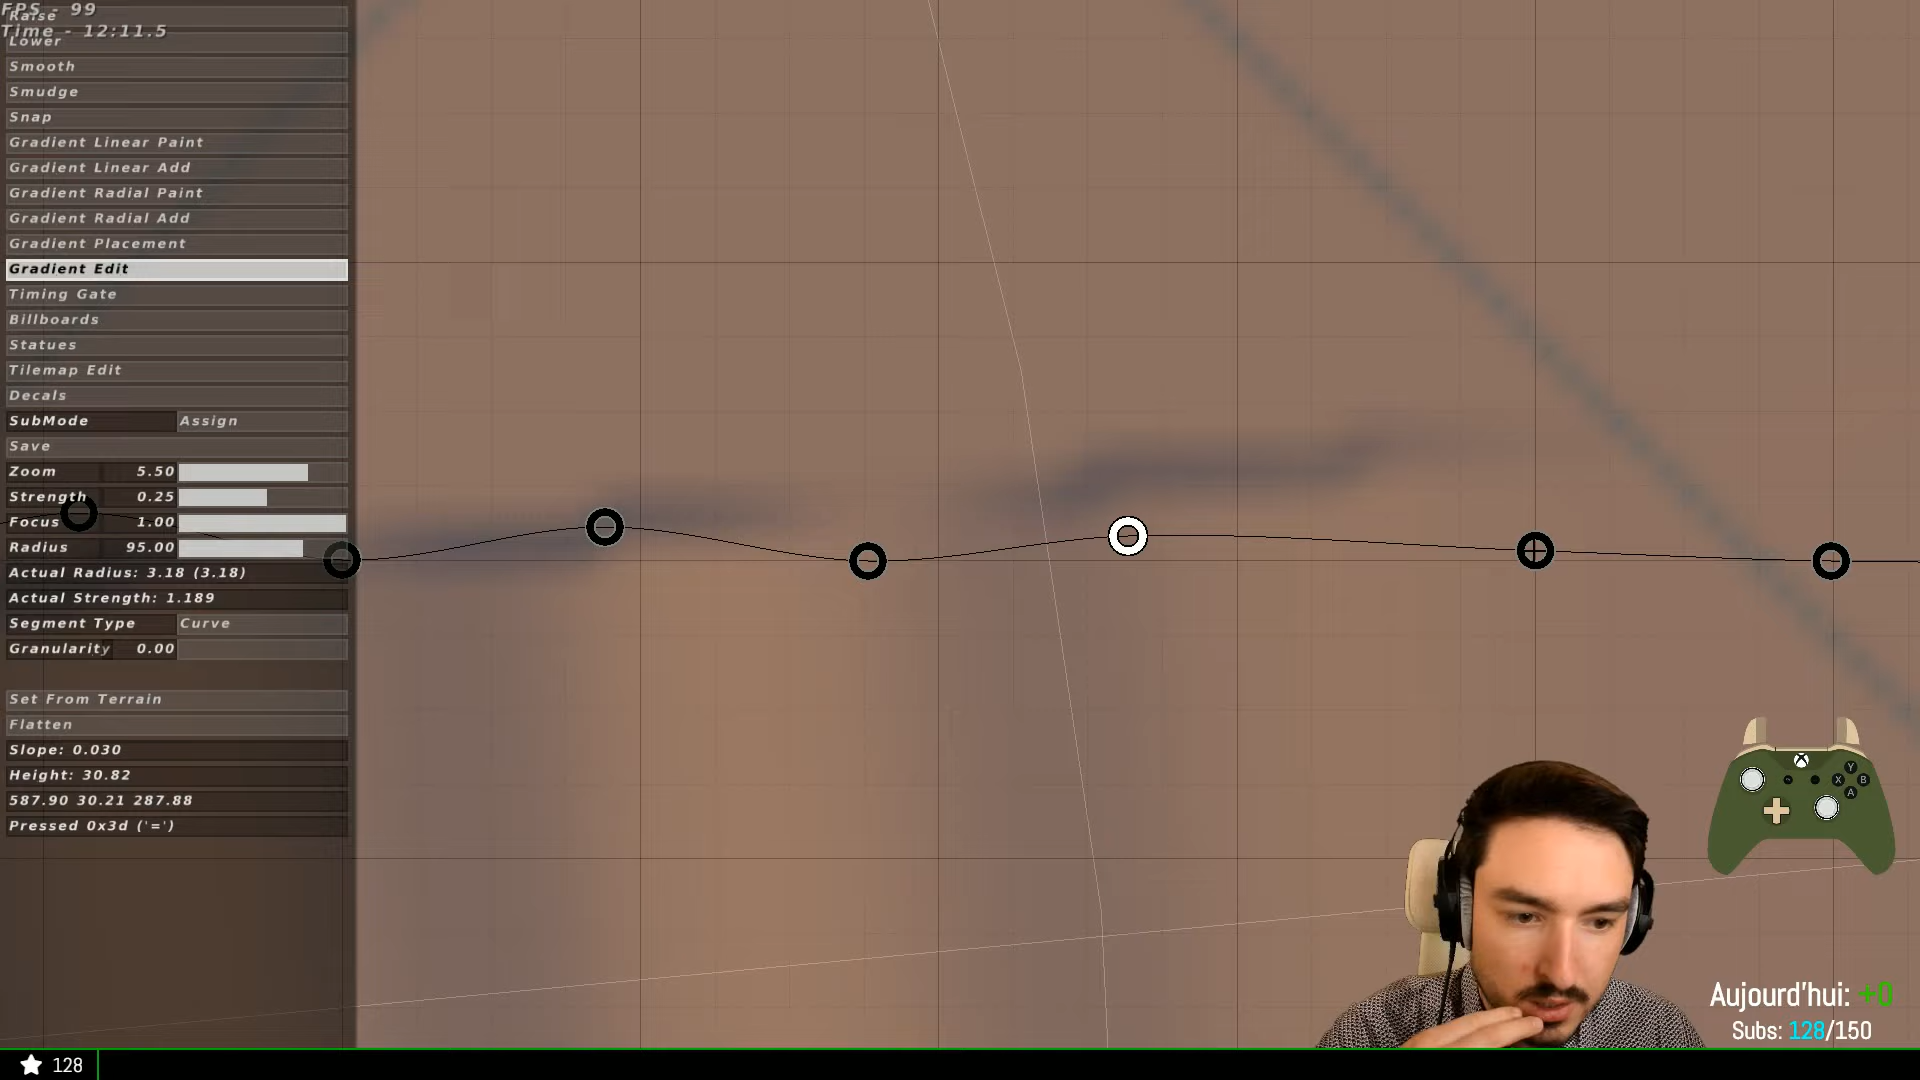 FPS - 99
Raise
Time - 12:11.5
Lower
Smooth
Smudge
Snap
Gradient Linear Paint
Gradient Linear Add
Gradient Radial Paint
Gradient Radial Add
Gradient Placement
Gradient Edit
Timing Gate
Billboards
Statues
Tilemap Edit
Decals
SubMode Assign
Save
Zoom 5.50
Strength 0.25
Focus 1.00
Radius 95.00
Actual Radius: 3.18 (3.18)
Actual Strength: 1.189
Segment Type Curve
Granularity 0.00
Set From Terrain
Flatten
Slope: 0.030
Height: 30.82
587.90 30.21 287.88
Pressed 0x3d ('=')
Y
X B
A
Aujourd'hui: +0
Subs: 128/150
128